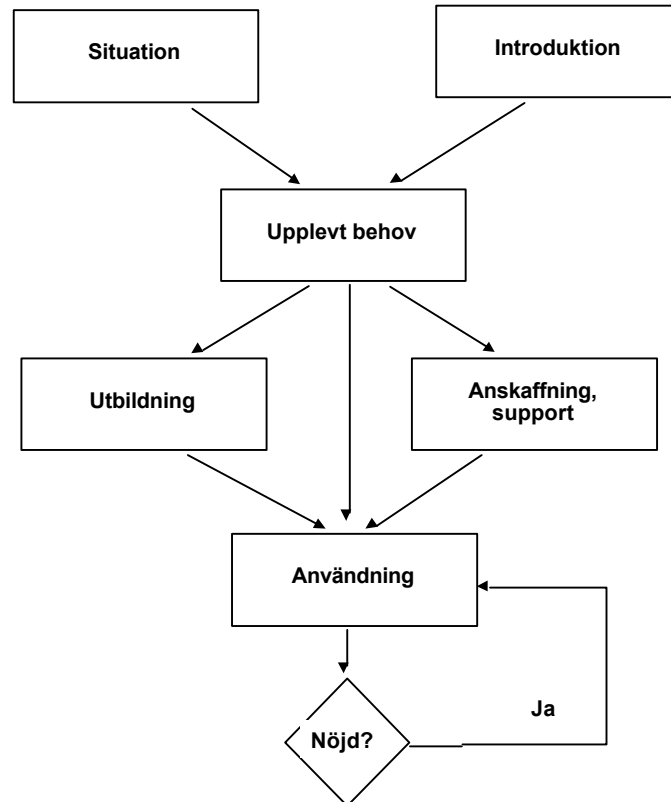 Situation
Introduktion
Upplevt behov
Utbildning
Anskaffning,
support
Användning
Ja
Nöjd?